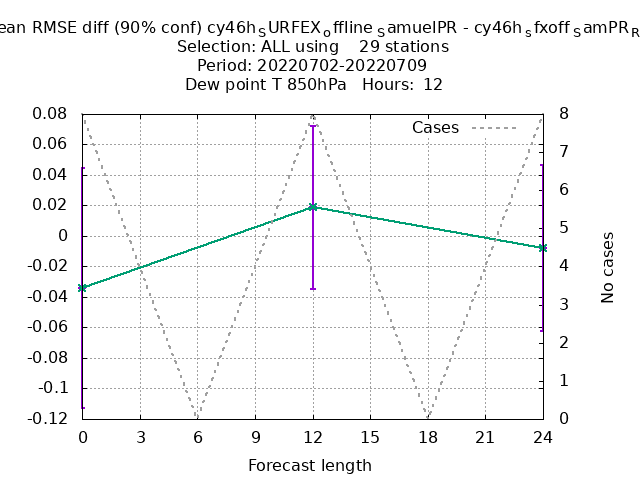 ean RMSE diff (90% conf) cy46h_SURFEX_offline_SamuelPR - cy46h_sfxoff_SamPR_R
Selection: ALL using    29 stations
Period: 20220702-20220709
Dew point T 850hPa   Hours:  12
Cases
0.08
0.06
0.04
0.02
0
-0.02
-0.04
-0.06
-0.08
-0.1
-0.12
8
7
6
5
4
3
2
1
0
No cases
0 3 6 9 12 15 18 21 24
Forecast length